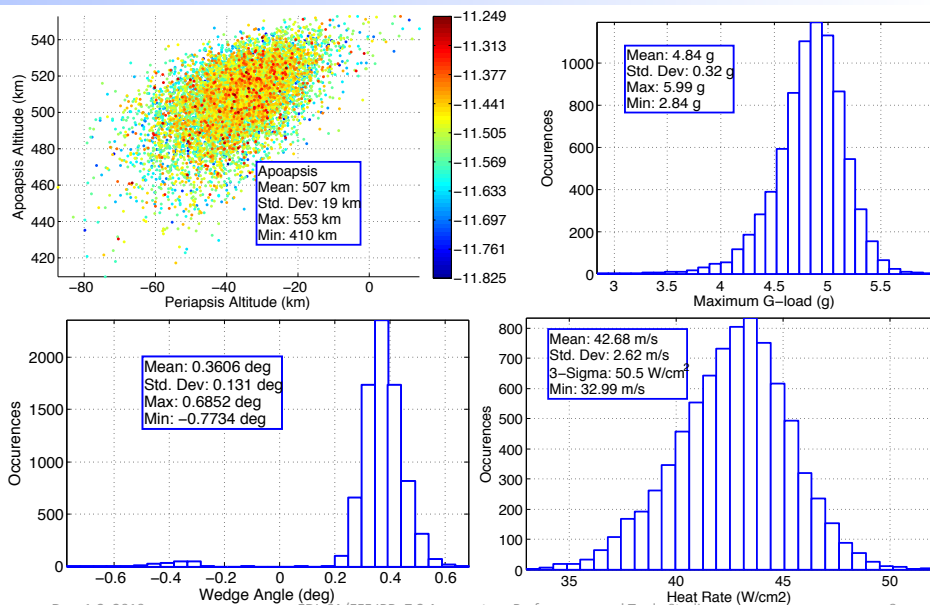 540
520
500
480
460
440
420
Apoapsis Altitude (km)
Apoapsis
Mean: 507 km
Std. Dev: 19 km
Max: 553 km
Min: 410 km
−80
−60
−40
−20
0
Periapsis Altitude (km)
−11.249
−11.313
−11.377
−11.441
−11.505
−11.569
−11.633
−11.697
−11.761
−11.825
1000
800
600
400
200
0
Occurences
Mean: 4.84 g
Std. Dev: 0.32 g
Max: 5.99 g
Min: 2.84 g
3
3.5
4
4.5
5
5.5
Maximum G−load (g)
2000
1500
1000
500
0
Occurences
Mean: 0.3606 deg
Std. Dev: 0.131 deg
Max: 0.6852 deg
Min: −0.7734 deg
−0.6
−0.4
−0.2
0
0.2
0.4
0.6
Wedge Angle (deg)
800
700
600
500
400
300
200
100
0
Occurences
Mean: 42.68 m/s
Std. Dev: 2.62 m/s
3−Sigma: 50.5 W/cm2
Min: 32.99 m/s
35
40
45
50
Heat Rate (W/cm2)